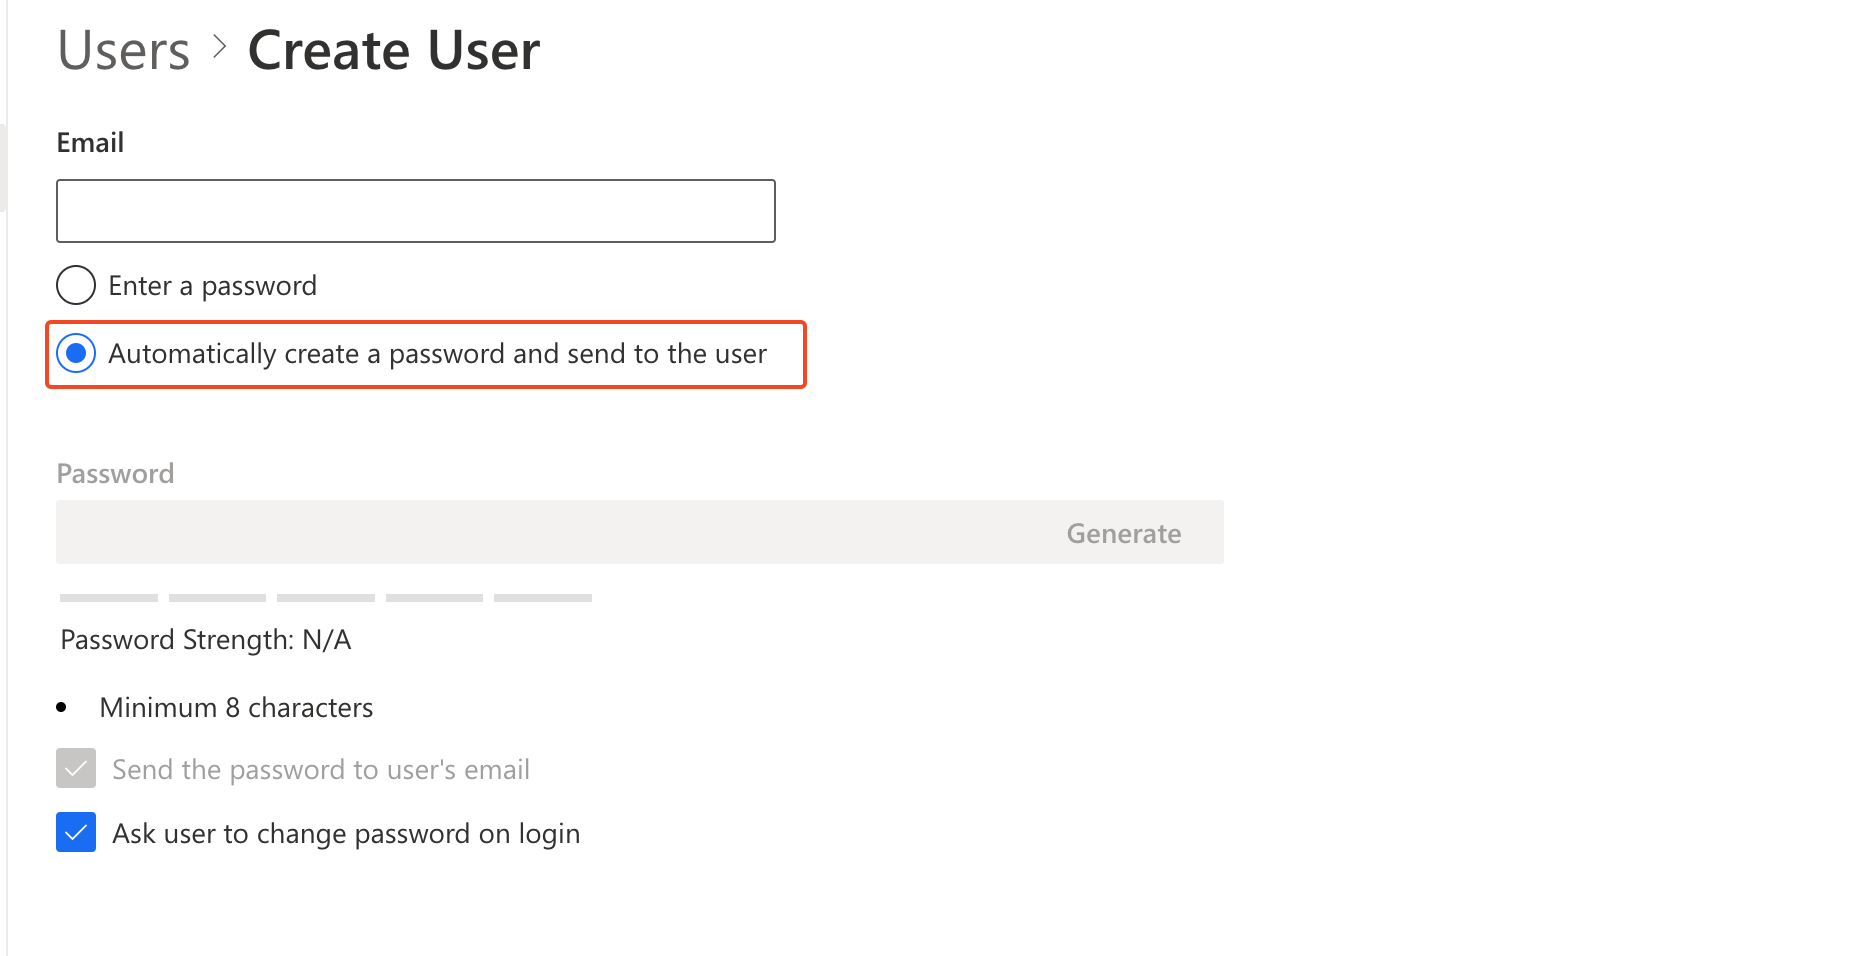 Users > Create User
Email
Enter a password
Automatically create a password and send to the user
Password
Generate
Password Strength: N/A
• Minimum 8 characters
Send the password to user's email
Ask user to change password on login